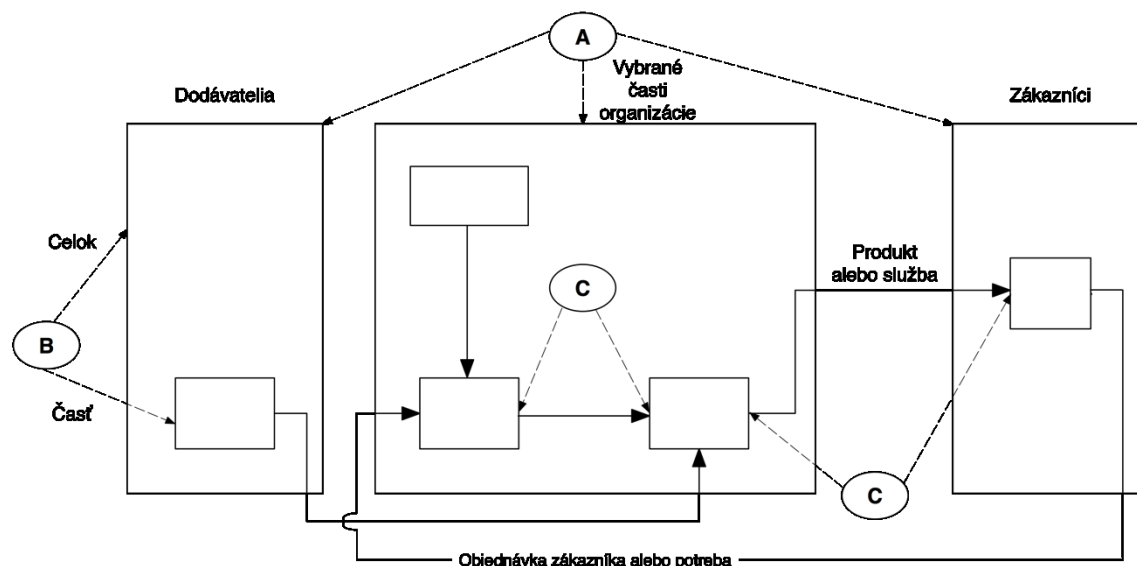 A
Vybrané
časti
organizácie
Dodávatelia
Zákazníci
Celok
Produkt
alebo služba
C
B
Časť
C
Objednávka zákazníka alebo potreba